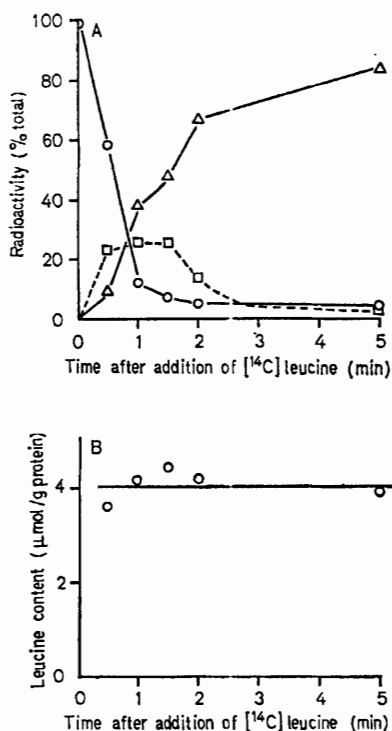 A
100
80
60
40
20
0
Radioactivity (% total)
0 1 2 3 4 5
Time after addition of [¹⁴C] leucine (min)
B
4
2
0
Leucine content (µmol/g protein)
0 1 2 3 4 5
Time after addition of [¹⁴C] leucine (min)